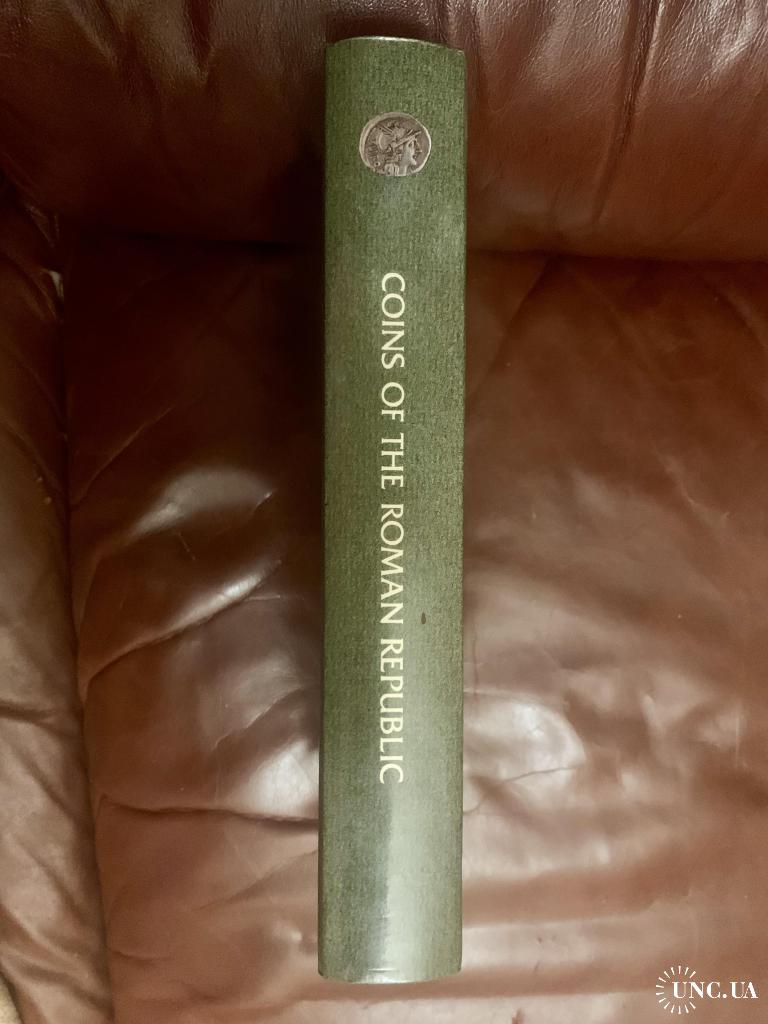 COINS OF THE ROMAN REPUBLIC
UNC.UA